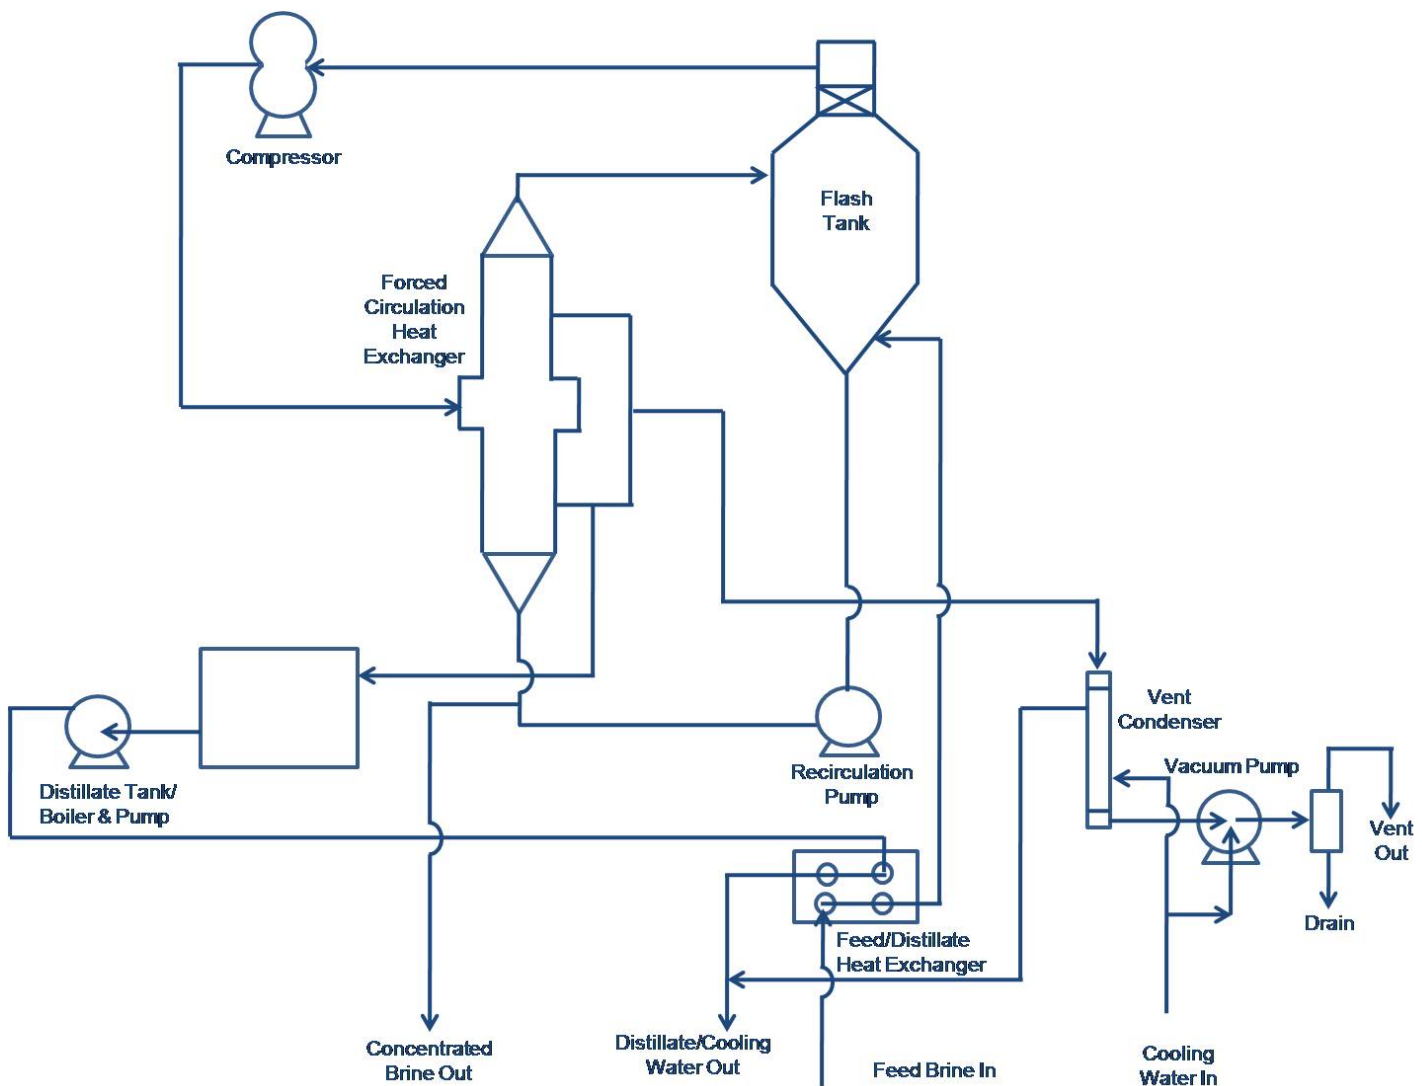 Compressor
Flash
Tank
Forced
Circulation
Heat
Exchanger
Vent
Condenser
Vacuum Pump
Recirculation
Pump
Distillate Tank/
Boiler & Pump
Vent
Out
Drain
Feed/Distillate
Heat Exchanger
Concentrated
Brine Out
Distillate/Cooling
Water Out
Feed Brine In
Cooling
Water In